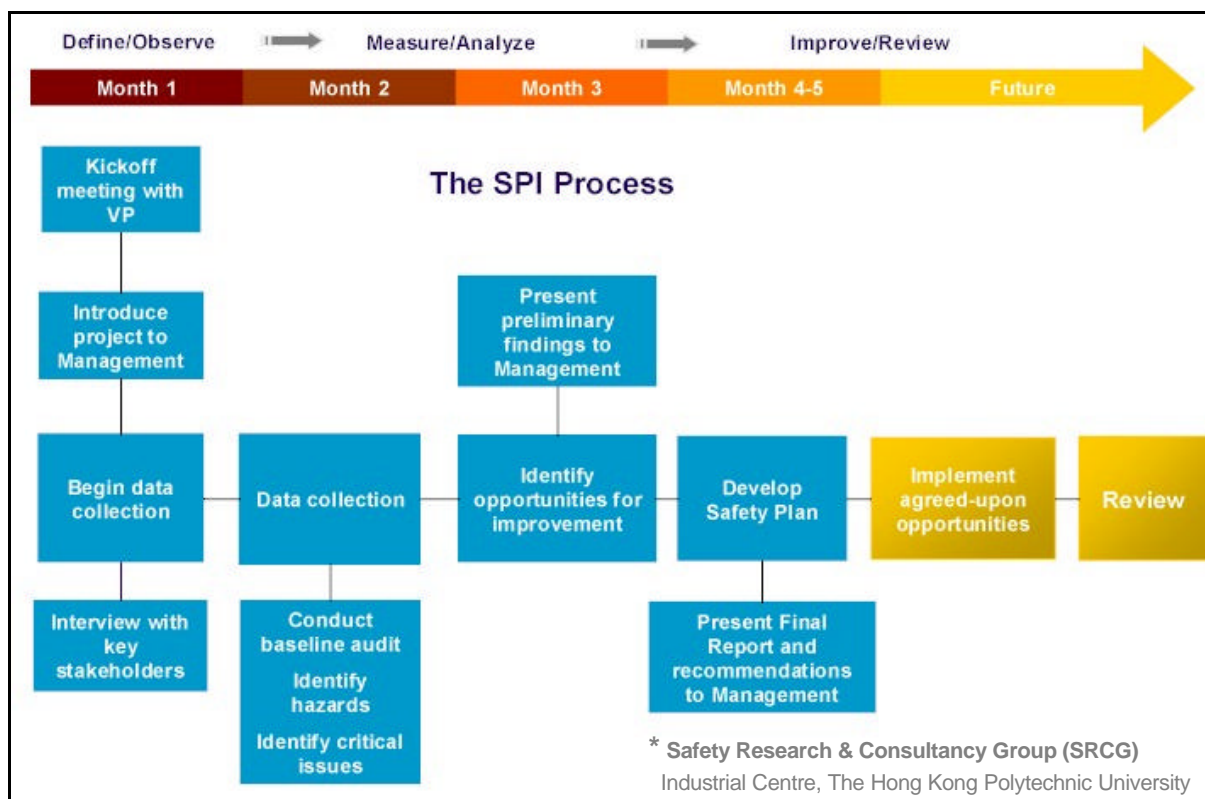 Define/Observe
Measure/Analyze
Improve/Review
Month 1
Month 2
Month 3
Month 4-5
Future
The SPI Process
Kickoff
meeting with
VP
Introduce
project to
Management
Begin data
collection
Interview with
key
stakeholders
Data collection
Conduct
baseline audit
Identify
hazards
Identify critical
issues
Present
preliminary
findings to
Management
Identify
opportunities for
improvement
Develop
Safety Plan
Present Final
Report and
recommendations
to Management
Implement
agreed-upon
opportunities
Review
* Safety Research & Consultancy Group (SRCG)
Industrial Centre, The Hong Kong Polytechnic University